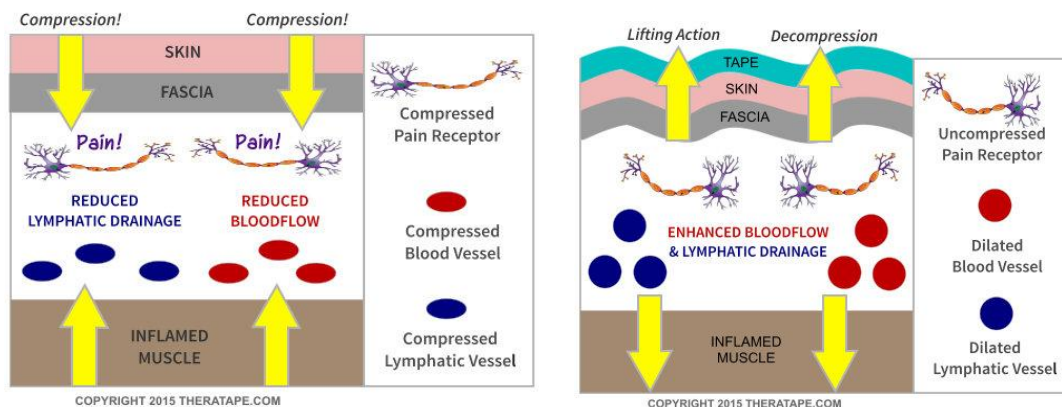 Compression!
Compression!
SKIN
FASCIA
Pain!
Pain!
REDUCED
LYMPHATIC DRAINAGE
REDUCED
BLOODFLOW
INFLAMED
MUSCLE
Compressed
Pain Receptor
Compressed
Blood Vessel
Compressed
Lymphatic Vessel
COPYRIGHT 2015 THERATAPE.COM
Lifting Action
Decompression
TAPE
SKIN
FASCIA
ENHANCED BLOODFLOW
& LYMPHATIC DRAINAGE
INFLAMED
MUSCLE
Uncompressed
Pain Receptor
Dilated
Blood Vessel
Dilated
Lymphatic Vessel
COPYRIGHT 2015 THERATAPE.COM